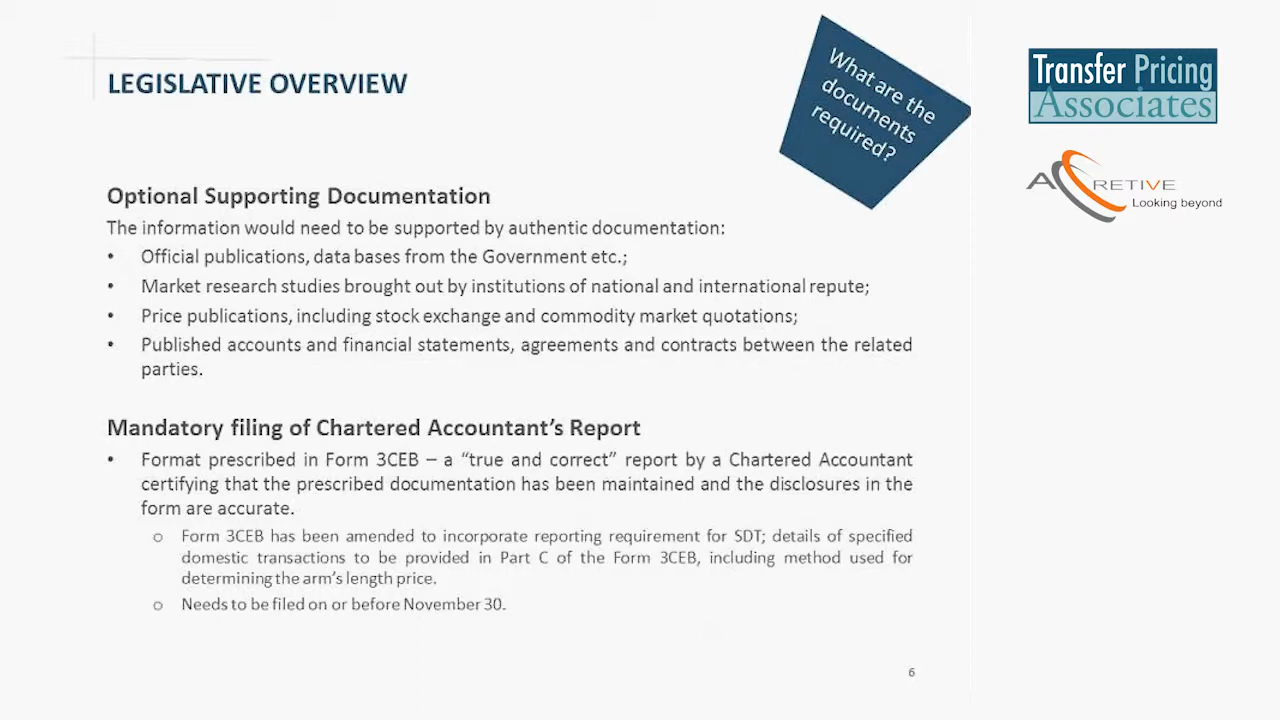 LEGISLATIVE OVERVIEW
What are the
documents
required?
Transfer Pricing
Associates
ACCRETIVE
Looking beyond
Optional Supporting Documentation
The information would need to be supported by authentic documentation:
• Official publications, data bases from the Government etc.;
• Market research studies brought out by institutions of national and international repute;
• Price publications, including stock exchange and commodity market quotations;
• Published accounts and financial statements, agreements and contracts between the related
parties.
Mandatory filing of Chartered Accountant’s Report
• Format prescribed in Form 3CEB – a “true and correct” report by a Chartered Accountant
certifying that the prescribed documentation has been maintained and the disclosures in the
form are accurate.
o Form 3CEB has been amended to incorporate reporting requirement for SDT; details of specified
domestic transactions to be provided in Part C of the Form 3CEB, including method used for
determining the arm’s length price.
o Needs to be filed on or before November 30.
6